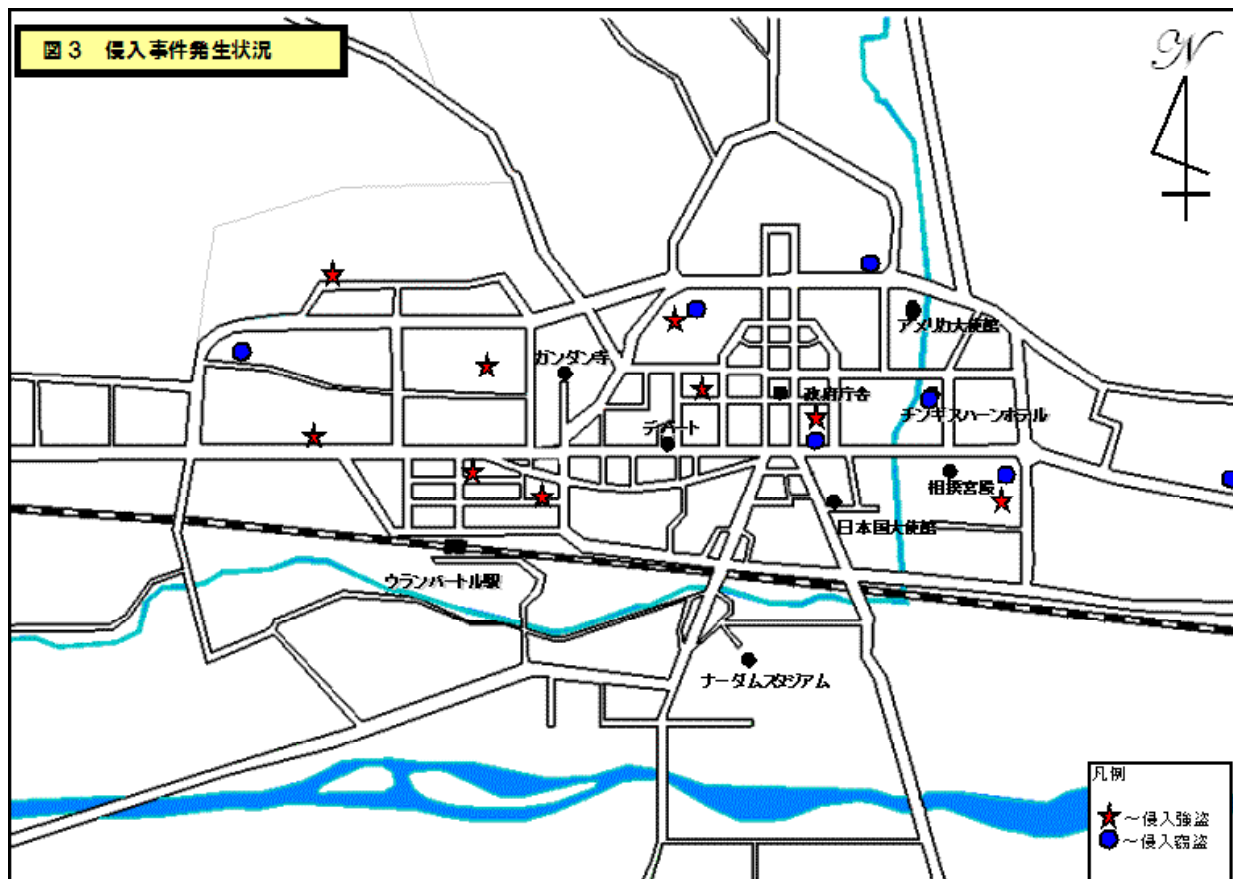 図3 侵入事件発生状況
N
アメリカ大使館
ガンダン寺
政府庁舎
チンギスハーンホテル
デパート
相撲宮殿
日本国大使館
ウランバートル駅
ナーダムスタジアム
凡例
～侵入強盗
～侵入窃盗